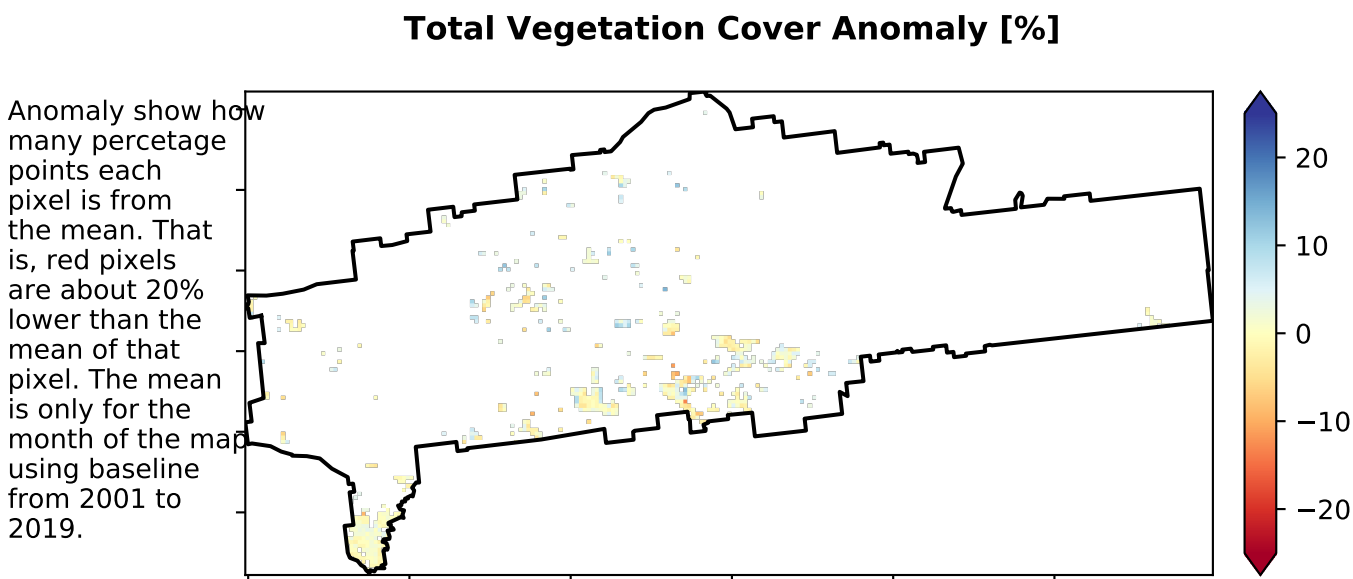 Total Vegetation Cover Anomaly [%]
Anomaly show how
many percetage
points each
pixel is from
the mean. That
is, red pixels
are about 20%
lower than the
mean of that
pixel. The mean
is only for the
month of the map
using baseline
from 2001 to
2019.
20
10
0
−10
−20